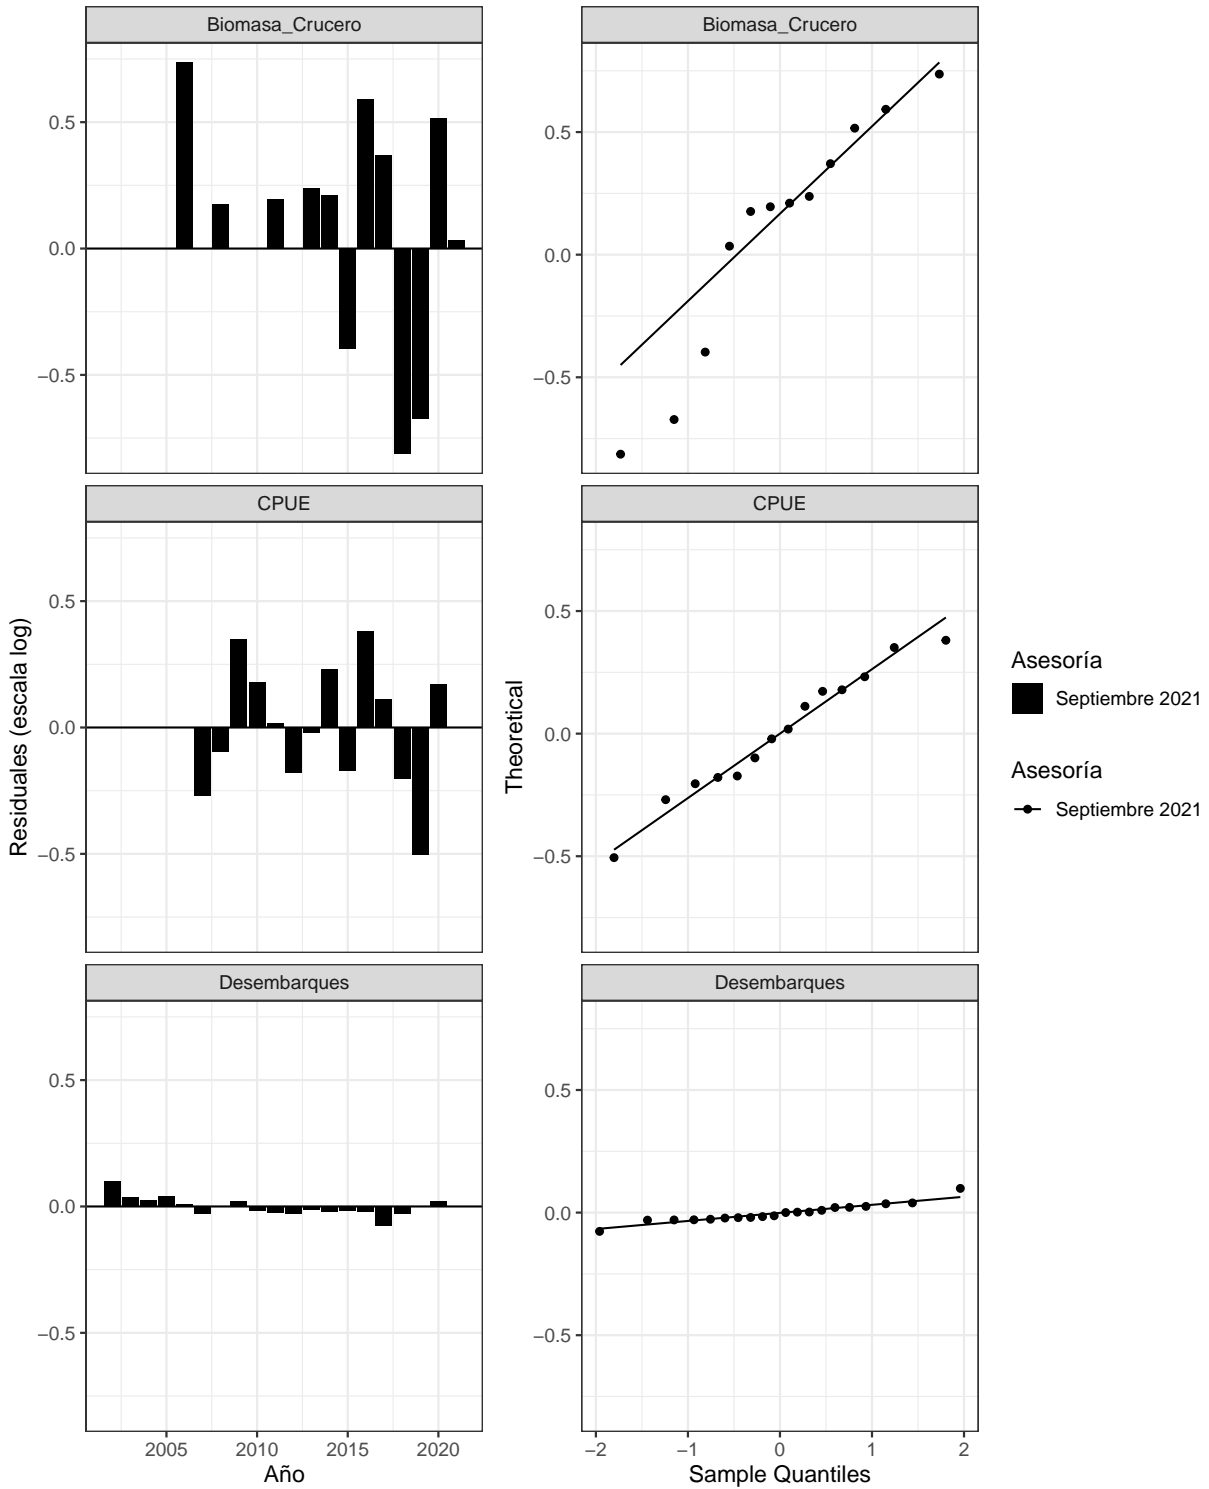 Biomasa_Crucero
Biomasa_Crucero
0.5
0.0
−0.5
0.5
0.0
−0.5
CPUE
CPUE
0.5
0.0
−0.5
0.5
0.0
−0.5
Desembarques
Desembarques
0.5
0.0
−0.5
0.5
0.0
−0.5
2005
2010
2015
2020
−2
−1
0
1
2
Año
Sample Quantiles
Residuales (escala log)
Theoretical
Asesoría
Septiembre 2021
Asesoría
Septiembre 2021